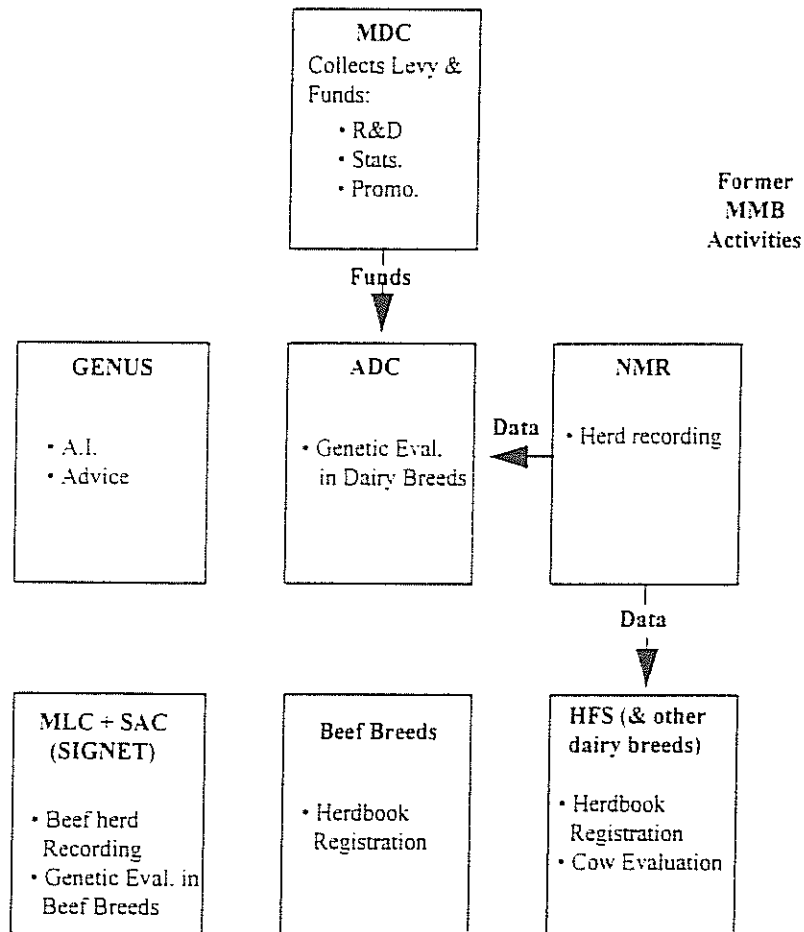 MDC
Collects Levy &
Funds:
• R&D
• Stats.
• Promo.
Former
MMB
Activities
Funds
GENUS
• A.I.
• Advice
ADC
• Genetic Eval.
in Dairy Breeds
Data
NMR
• Herd recording
Data
MLC + SAC
(SIGNET)
• Beef herd
Recording
• Genetic Eval. in
Beef Breeds
Beef Breeds
• Herdbook
Registration
HFS (& other
dairy breeds)
• Herdbook
Registration
• Cow Evaluation